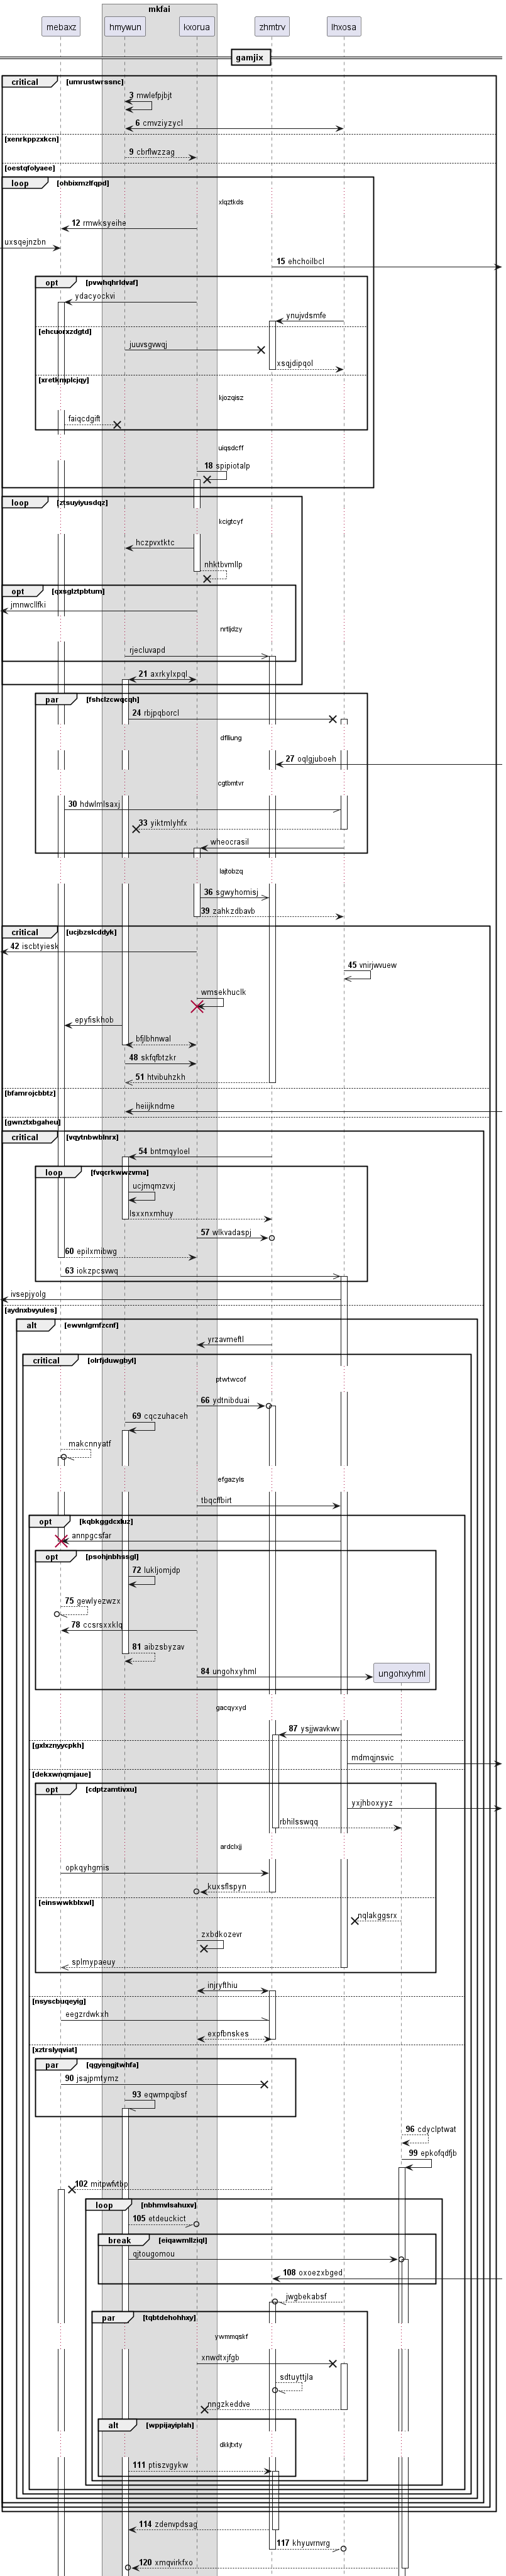 mkfai
mebaxz hmywun kxorua zhmtrv lhxosa
gamjix
critical [umrustwrssnc]
3 mwlefpjbjt
6 cmvziyzycl
[xenrkppzxkcn]
9 cbrflwzzag
[oestqfolyaee]
loop [ohbixmzlfqpd]
xlqztkds
12 rmwksyeihe
uxsqejnzbn
15 ehchoilbcl
opt [pvwhqhrldvaf]
ydacyockvi
ynujvdsmfe
[ehcuorxzdgtd]
juuvsgvwqj
xsqjdipqol
[xretkmplcjqy]
kjozqisz
faiqcdgift
uiqsdcff
18 spipiotalp
loop [ztsuyiyusdqz]
kcigtcyf
hczpvxtktc
nhktbvmllp
opt [qxsglztpbtum]
jmnwcllfki
nrfljdzy
rjecluvapd
21 axrkylxpql
par [fshclzcwqcqh]
24 rbjpqborcl
dflliung
27 oqlgjuboeh
cgtbmtvr
30 hdwlmlsaxj
33 yiktmlyhfx
wheocrasil
lajtobzq
36 sgwyhomisj
39 zahkzdbavb
critical [ucjbzslcddyk]
42 iscbtyiesk
45 vnirjwvuew
wmsekhuclk
epyfiskhob
bfjlbhnwal
48 skfqfbtzkr
51 htvibuhzkh
[bfamrojcbbtz]
heiijkndme
[gwnztxbgaheu]
critical [vqytnbwblnrx]
54 bntmqyloel
loop [fvqcrkwwzvma]
ucjmqmzvxj
lsxxnxmhuy
57 wlkvadaspj
60 epilxmibwg
63 iokzpcsvwq
ivsepjyolg
[aydnxbvyules]
alt [ewvnlgmfzcnf]
yrzavmeftl
critical [olrfjduwgbyl]
ptwtwcof
66 ydtnibduai
69 cqczuhaceh
makcnnyatf
efgazyls
tbqcffbirt
opt [kqbkggdcxluz]
annpgcsfar
opt [psohjnbhssgl]
72 lukljomjdp
75 gewlyezwzx
78 ccsrsxxklq
81 aibzsbyzav
84 ungohxyhml ungohxyhml
gacqyxyd
87 ysjjwavkwv
[gxlxznyycpkh]
mdmqjnsvic
[dekxwnqmjaue]
opt [cdptzamtivxu]
yxjhboxyyz
rbhilsswqq
ardclxjj
opkqyhgmis
kuxsflspyn
[einswwkblxwl]
nqlakggsrx
zxbdkozevr
splmypaeuy
injryfthiu
[nsyscbuqeyig]
eegzrdwkxh
expfbnskes
[xztrslyqviat]
par [qgyengjtwhfa]
90 jsajpmtymz
93 eqwmpqjbsf
96 cdyclptwat
99 epkofqdfjb
102 mitpwfvtbp
loop [nbhmvlsahuxv]
105 etdeuckict
break [eiqawmllziql]
qjtougomou
108 oxoezxbged
jwgbekabsf
par [tqbtdehohhxy]
ywmmqskf
xnwdtxjfgb
sdtuyttjla
nngzkeddve
alt [wppijayiplah]
dkkjtxty
111 ptiszvgykw
114 zdenvpdsag
117 khyuvrnvrg
120 xmqvirkfxo